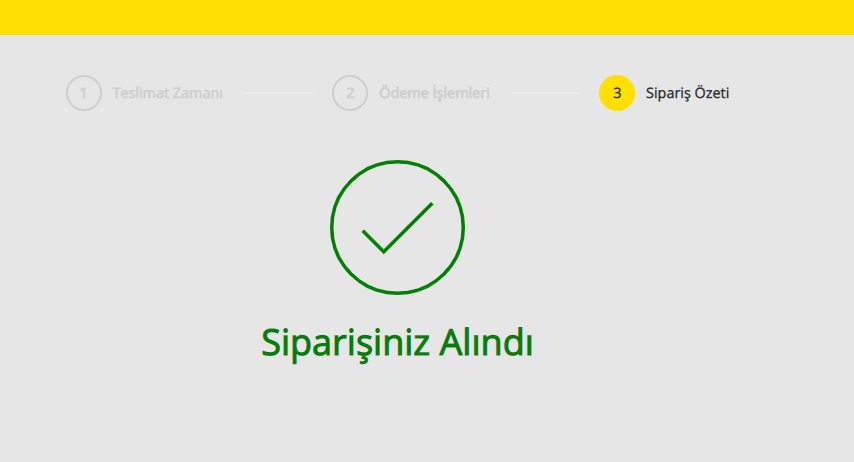 1 Teslimat Zamanı 2 Ödeme İşlemleri 3 Sipariş Özeti
Siparişiniz Alındı